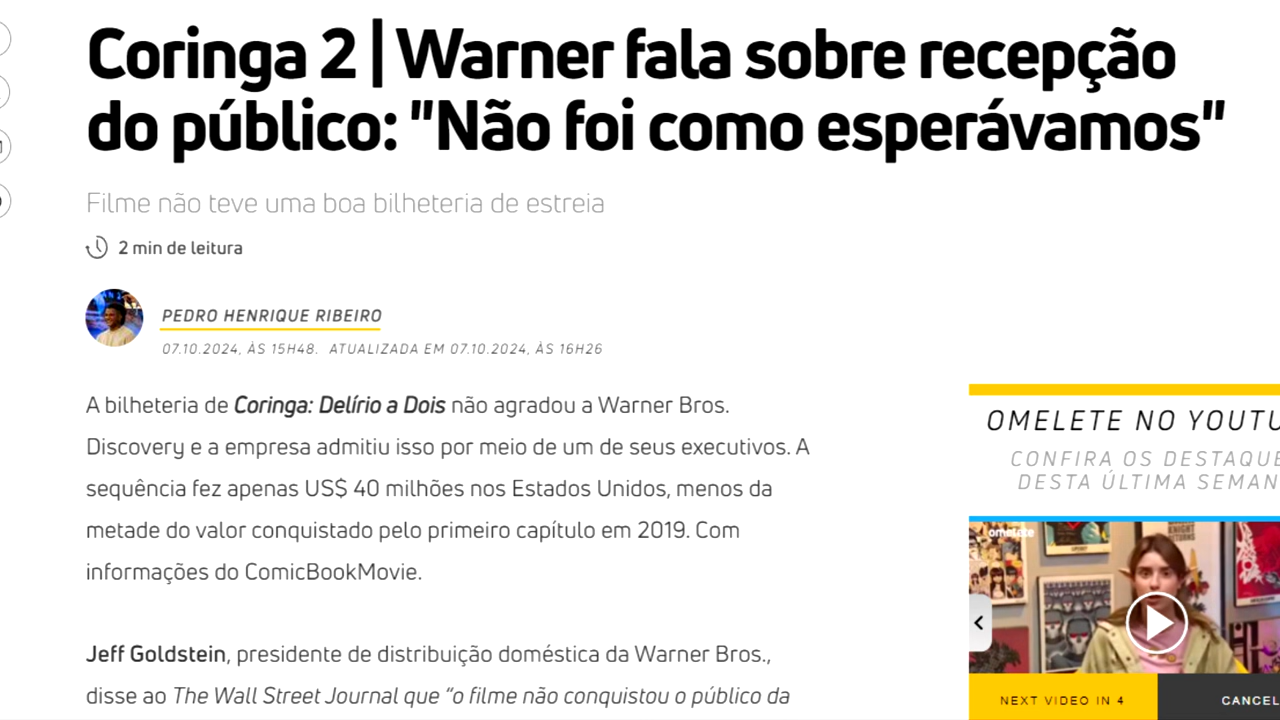 Coringa 2 | Warner fala sobre recepção
do público: "Não foi como esperávamos"
Filme não teve uma boa bilheteria de estreia
2 min de leitura
PEDRO HENRIQUE RIBEIRO
07.10.2024, ÀS 15H48. ATUALIZADA EM 07.10.2024, ÀS 16H26
A bilheteria de Coringa: Delírio a Dois não agradou a Warner Bros.
Discovery e a empresa admitiu isso por meio de um de seus executivos. A
sequência fez apenas US$ 40 milhões nos Estados Unidos, menos da
metade do valor conquistado pelo primeiro capítulo em 2019. Com
informações do ComicBookMovie.
Jeff Goldstein, presidente de distribuição doméstica da Warner Bros.,
disse ao The Wall Street Journal que “o filme não conquistou o público da
OMELETE NO YOUTU
CONFIRA OS DESTAQUE
DESTA ÚLTIMA SEMAN
omelete
KNIGHT
RETURNS
NEXT VIDEO IN 4
CANCEL